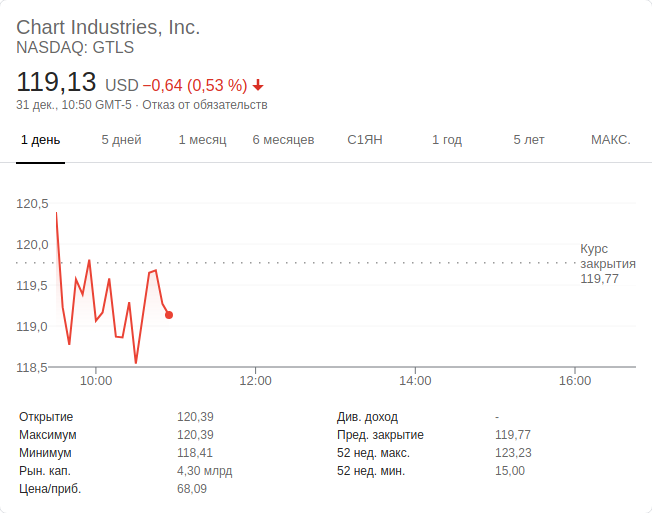 Chart Industries, Inc.
NASDAQ: GTLS
119,13 USD −0,64 (0,53 %)
31 дек., 10:50 GMT-5 · Отказ от обязательств
1 день 5 дней 1 месяц 6 месяцев С1ЯН 1 год 5 лет МАКС.
120,5
120,0
Курс
закрытия
119,77
119,5
119,0
118,5
10:00 12:00 14:00 16:00
Открытие 120,39 Див. доход -
Максимум 120,39 Пред. закрытие 119,77
Минимум 118,41 52 нед. макс. 123,23
Рын. кап. 4,30 млрд 52 нед. мин. 15,00
Цена/приб. 68,09